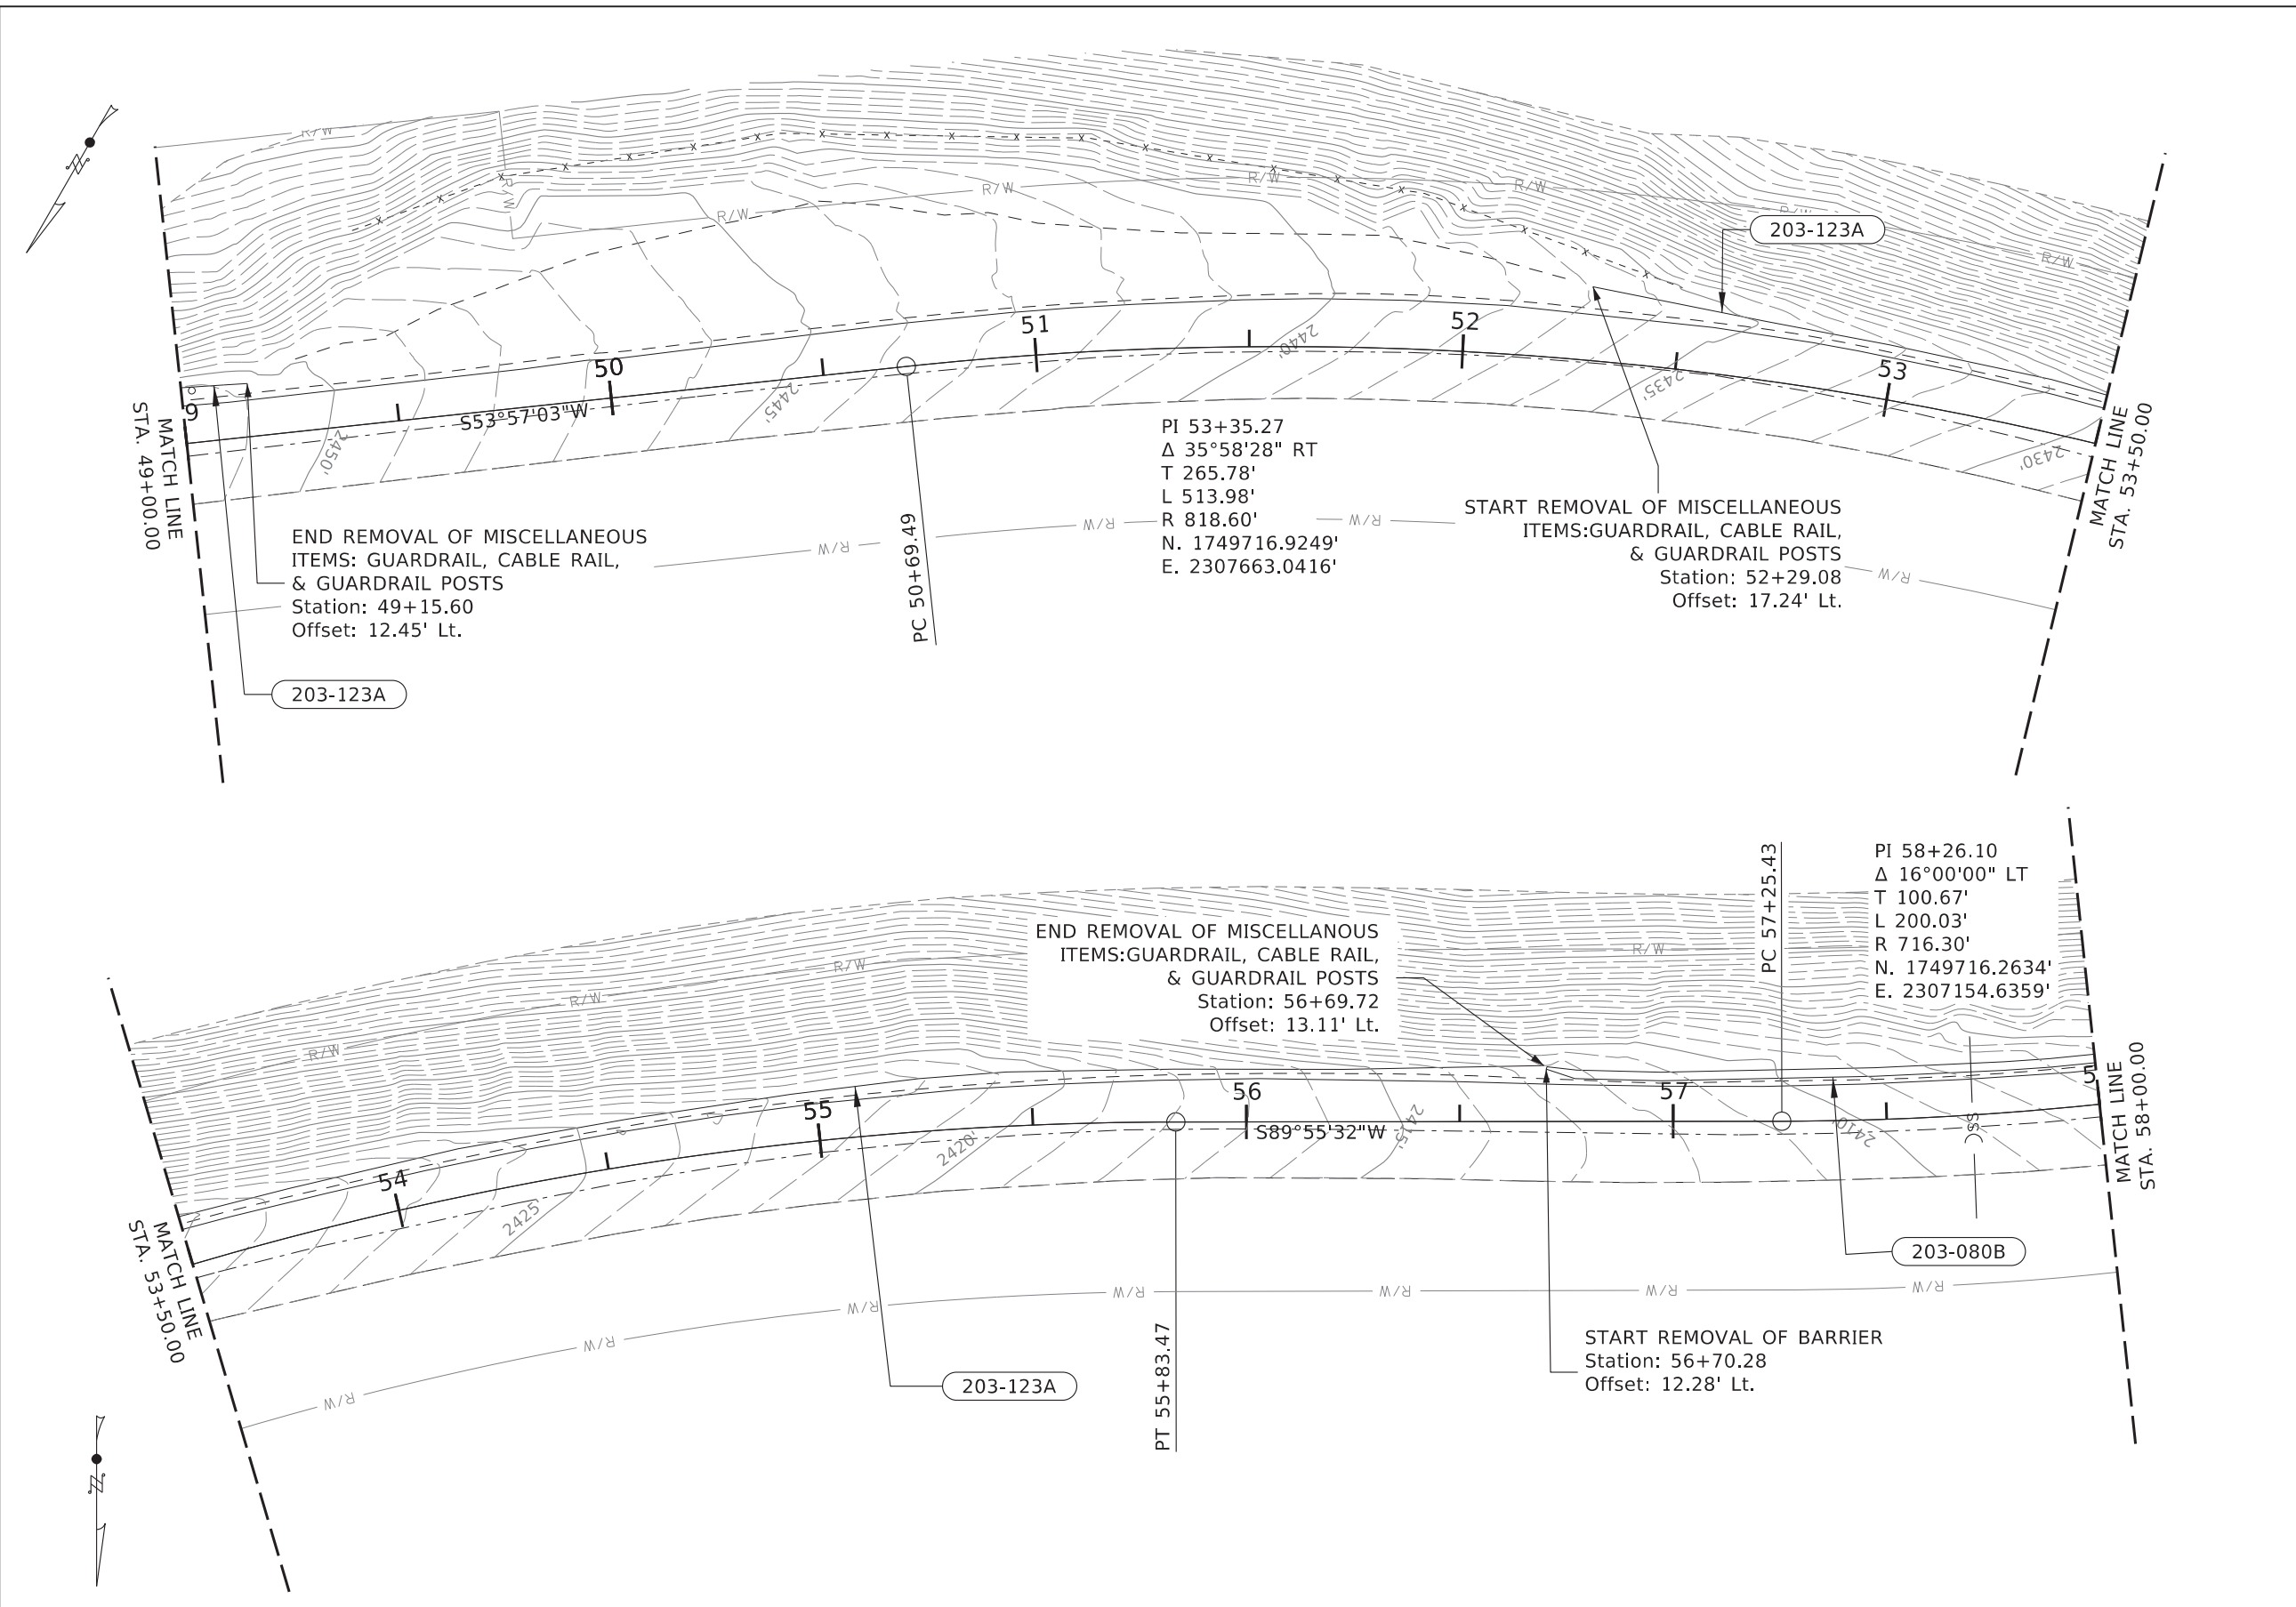 R/W
R/W
R/W
R/W
R/W
R/W
R/W
R/W
203-123A
9
50
51
52
53
S53°57'03"W
2450'
2445'
2440'
2435'
2430'
MATCH LINE
STA. 49+00.00
MATCH LINE
STA. 53+50.00
END REMOVAL OF MISCELLANEOUS
ITEMS: GUARDRAIL, CABLE RAIL,
& GUARDRAIL POSTS
Station: 49+15.60
Offset: 12.45' Lt.
203-123A
PC 50+69.49
PI 53+35.27
Δ 35°58'28" RT
T 265.78'
L 513.98'
R 818.60'
N. 1749716.9249'
E. 2307663.0416'
START REMOVAL OF MISCELLANEOUS
ITEMS:GUARDRAIL, CABLE RAIL,
& GUARDRAIL POSTS
Station: 52+29.08
Offset: 17.24' Lt.
R/W
R/W
R/W
R/W
N
PC 57+25.43
PI 58+26.10
Δ 16°00'00" LT
T 100.67'
L 200.03'
R 716.30'
N. 1749716.2634'
E. 2307154.6359'
END REMOVAL OF MISCELLANOUS
ITEMS:GUARDRAIL, CABLE RAIL,
& GUARDRAIL POSTS
Station: 56+69.72
Offset: 13.11' Lt.
R/W
R/W
R/W
R/W
54
55
56
57
5
S89°55'32"W
2425'
2420'
2415'
2410'
SS
MATCH LINE
STA. 53+50.00
MATCH LINE
STA. 58+00.00
203-080B
R/W
R/W
R/W
R/W
R/W
R/W
R/W
PT 55+83.47
203-123A
START REMOVAL OF BARRIER
Station: 56+70.28
Offset: 12.28' Lt.
N